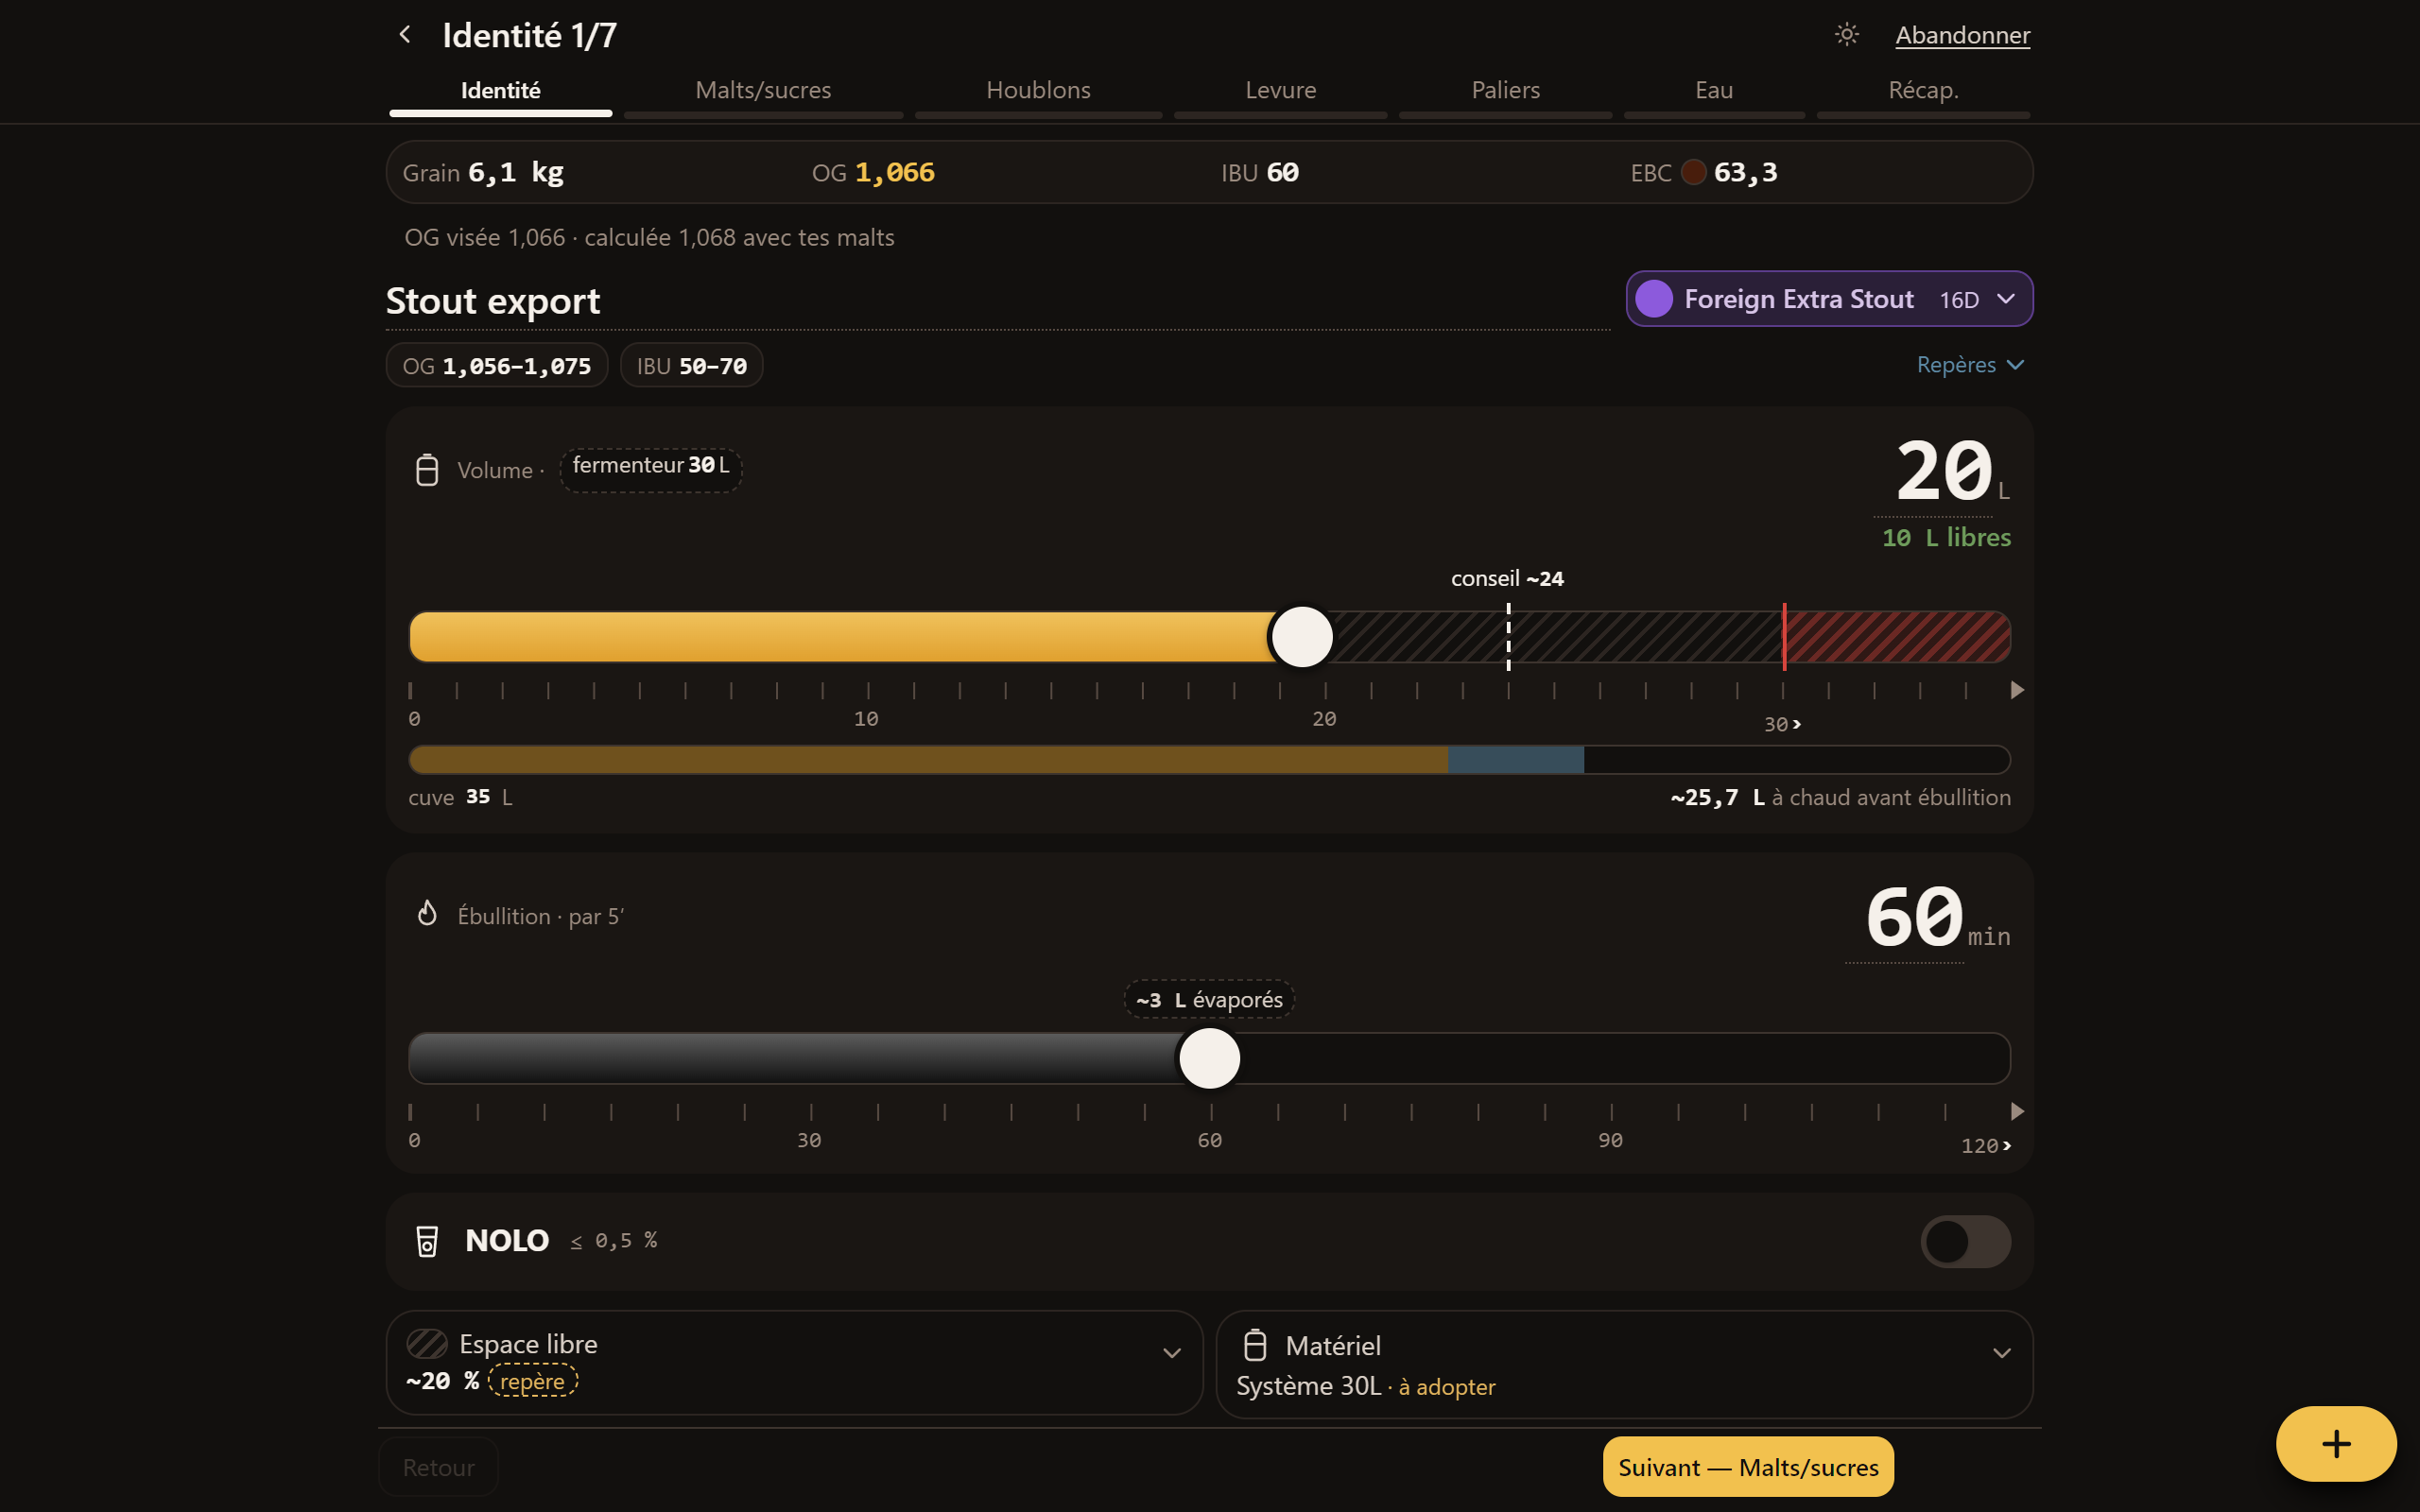 Identité 1/7
Abandonner
Identité
Malts/sucres
Houblons
Levure
Paliers
Eau
Récap.
Grain 6,1 kg
OG 1,066
IBU 60
EBC 63,3
OG visée 1,066 · calculée 1,068 avec tes malts
Stout export
Foreign Extra Stout 16D
OG 1,056–1,075
IBU 50–70
Repères
Volume · fermenteur 30 L
20 L
10 L libres
conseil ~24
0 10 20 30 ›
cuve 35 L
~25,7 L à chaud avant ébullition
Ébullition · par 5′
60 min
~3 L évaporés
0 30 60 90 120 ›
NOLO ≤ 0,5 %
Espace libre
~20 % repère
Matériel
Système 30L · à adopter
Retour
Suivant — Malts/sucres